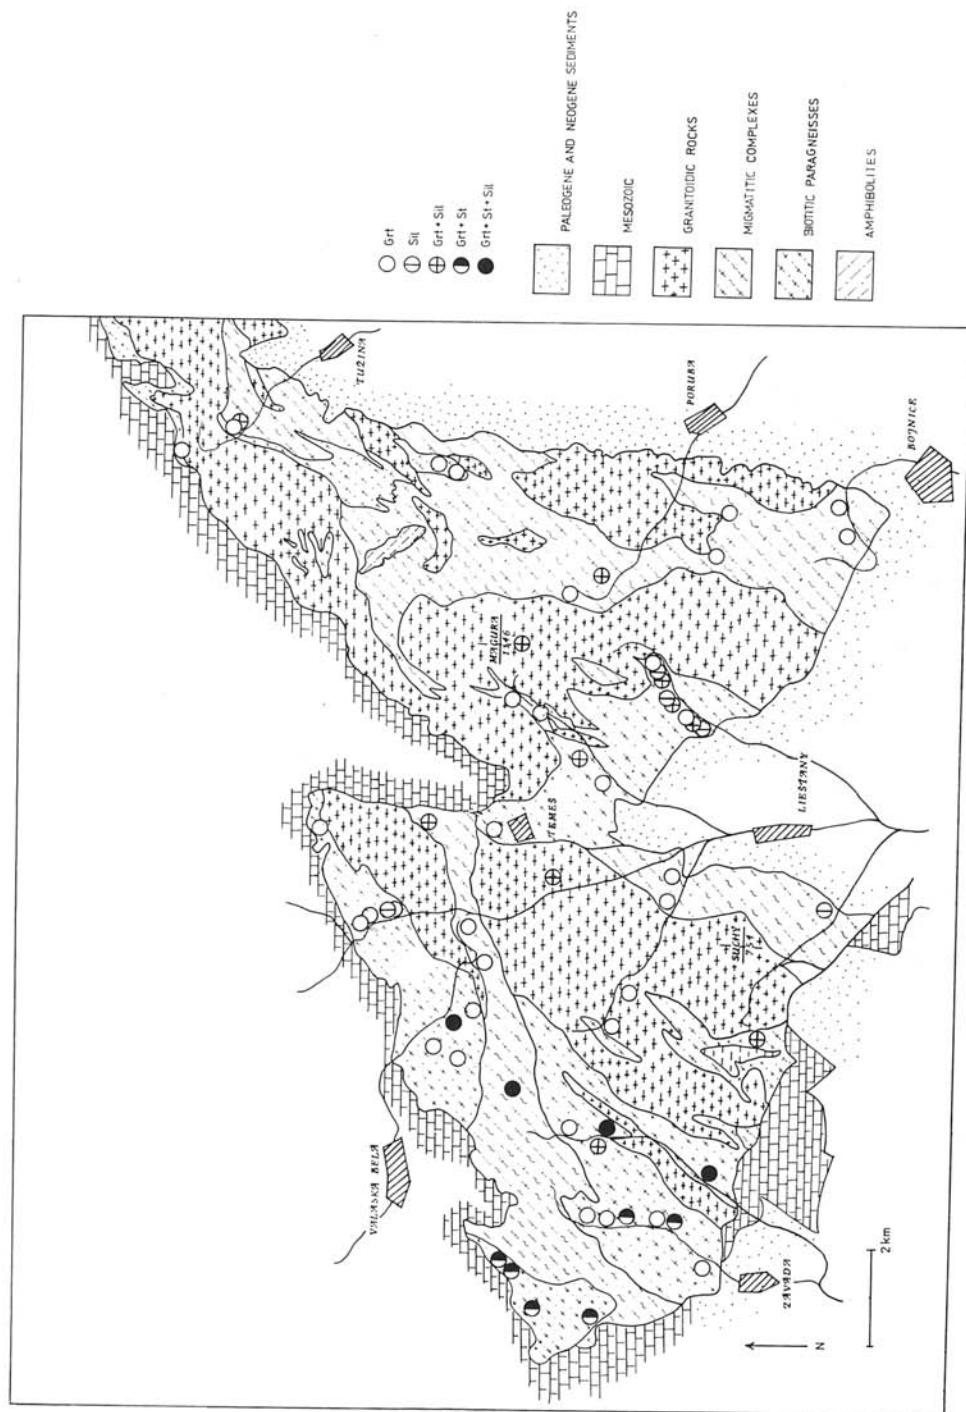 Grt
Sil
Grt + Sil
Grt + St
Grt + St + Sil
PALEOGENE AND NEOGENE SEDIMENTS
MESOZOIC
GRANITOIDIC ROCKS
MIGMATITIC COMPLEXES
BIOTITIC PARAGNEISSES
AMPHIBOLITES
TUŽINA
PORUBA
BOJNICE
MAGURA
1346
TEMEŠ
LIEŠŤANY
SUCHÝ
VALASKÁ BELÁ
ZÁVADA
N
2 km